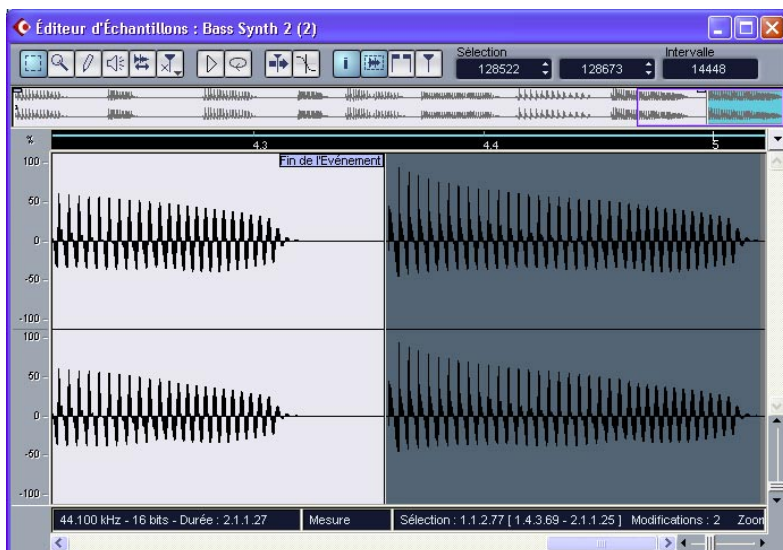 Éditeur d'Échantillons : Bass Synth 2 (2)
Sélection
Intervalle
128522
128673
14448
%
4.3
4.4
5
Fin de l'Evénement
100
50
0
-50
-100
100
50
0
-50
-100
44.100 kHz - 16 bits - Durée : 2.1.1.27
Mesure
Sélection : 1.1.2.77 [ 1.4.3.69 - 2.1.1.25 ] Modifications : 2 Zoom